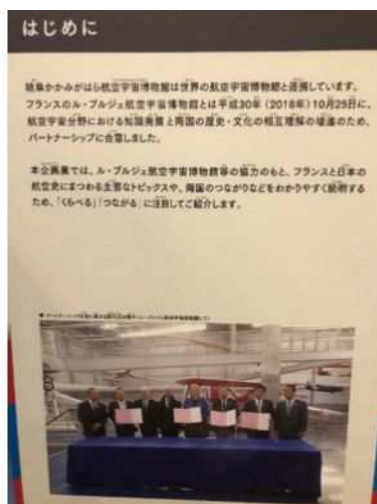 はじめに
岐阜かかみがはら航空宇宙博物館は世界の航空宇宙博物館と連携しています。
フランスのル・ブルジェ航空宇宙博物館とは平成30年(2018年)10月25日に、
航空宇宙分野における知識発展と両国の歴史・文化の相互理解の増進のため、
パートナーシップに合意しました。
本企画展では、ル・ブルジェ航空宇宙博物館等の協力のもと、フランスと日本の
航空史にまつわる主要なトピックスや、両国のつながりなどをわかりやすく説明する
ため、「くらべる」「つながる」に注目してご紹介します。